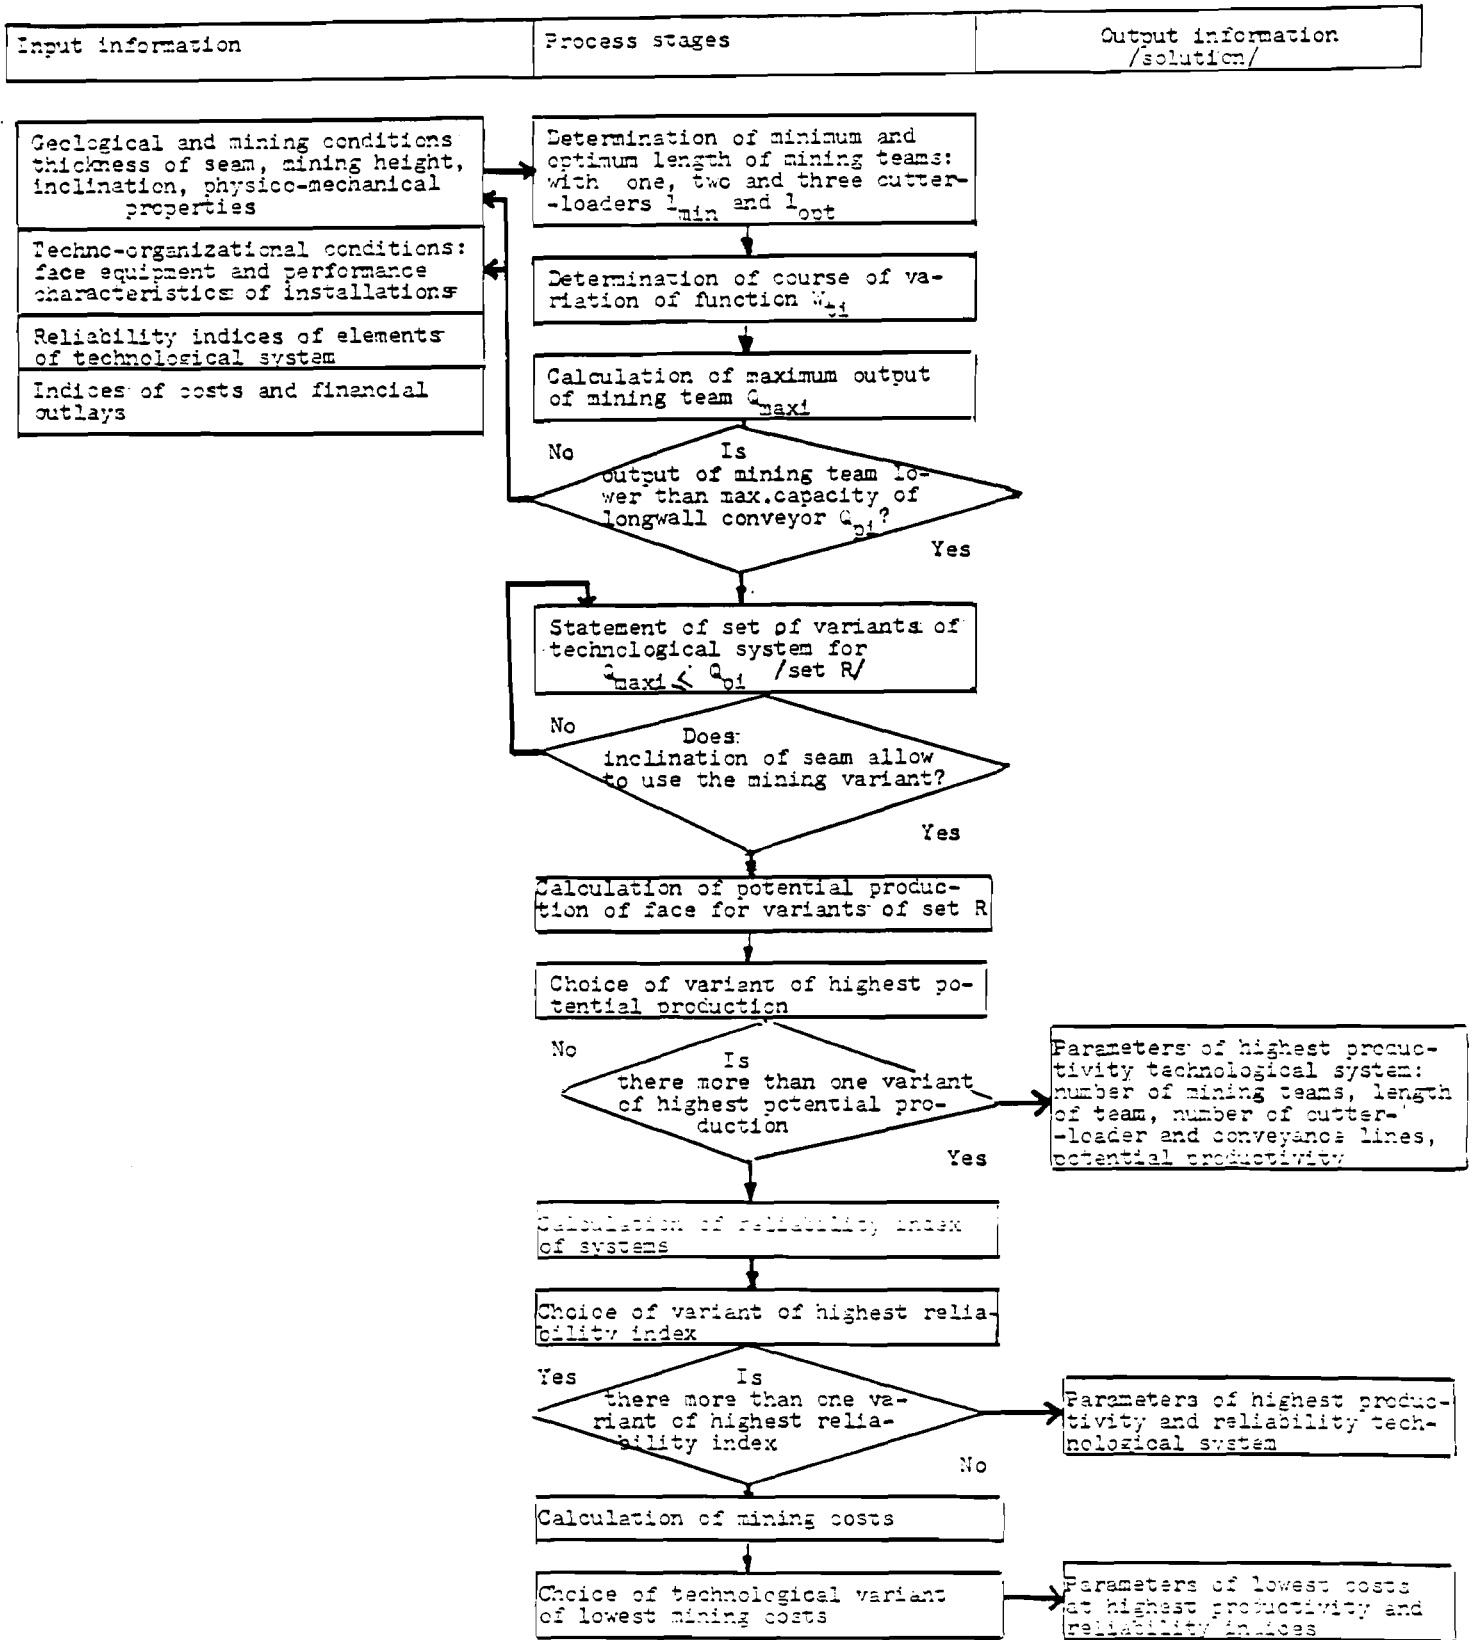 Input information
Process stages
Output information
/solution/
Geological and mining conditions
thickness of seam, mining height,
inclination, physico-mechanical
properties
Techno-organizational conditions:
face equipment and performance
characteristics of installations
Reliability indices of elements
of technological system
Indices of costs and financial
outlays
Determination of minimum and
optimum length of mining teams:
with one, two and three cutter-
-loaders l_min and l_opt
Determination of course of va-
riation of function W_ti
Calculation of maximum output
of mining team Q_maxi
No
Is
output of mining team lo-
wer than max.capacity of
longwall conveyor Q_pi?
Yes
Statement of set of variants of
technological system for
Q_maxi ⩽ Q_pi /set R/
No
Does
inclination of seam allow
to use the mining variant?
Yes
Calculation of potential produc-
tion of face for variants of set R
Choice of variant of highest po-
tential production
No
Is
there more than one variant
of highest potential pro-
duction
Yes
Parameters of highest produc-
tivity technological system:
number of mining teams, length
of team, number of cutter-
-loader and conveyance lines,
potential productivity
Calculation of reliability index
of systems
Choice of variant of highest relia-
bility index
Yes
Is
there more than one va-
riant of highest relia-
bility index
No
Parameters of highest produc-
tivity and reliability tech-
nological system
Calculation of mining costs
Choice of technological variant
of lowest mining costs
Parameters of lowest costs
at highest productivity and
reliability indices